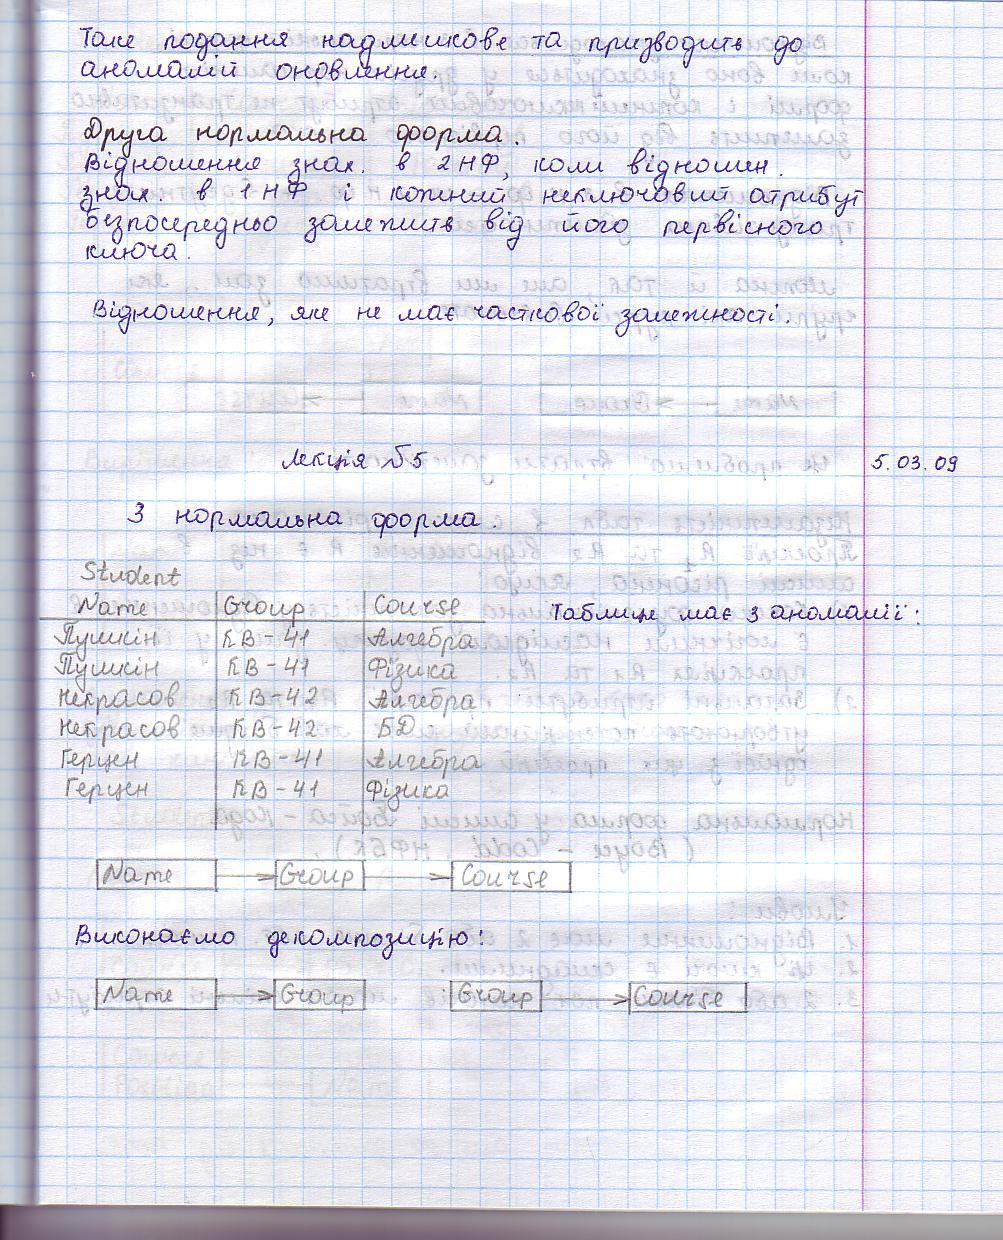 Таке подання надлишкове та призводить до
аномалій оновлення.
Друга нормальна форма.
Відношення знах. в 2НФ, коли відношен.
знах. в 1НФ і кожний неключовий атрибут
безпосередньо залежить від його первісного
ключа.
Відношення, яке не має часткової залежності.
Лекція №5 5.03.09
3 нормальна форма.
Student
Name Group Course Таблиця має 3 аномалії:
Пушкін КВ-41 Алгебра
Пушкін КВ-41 Фізика
Некрасов КВ-42 Алгебра
Некрасов КВ-42 БД
Герцен КВ-41 Алгебра
Герцен КВ-41 Фізика
Name Group Course
Виконаємо декомпозицію:
Name Group Group Course